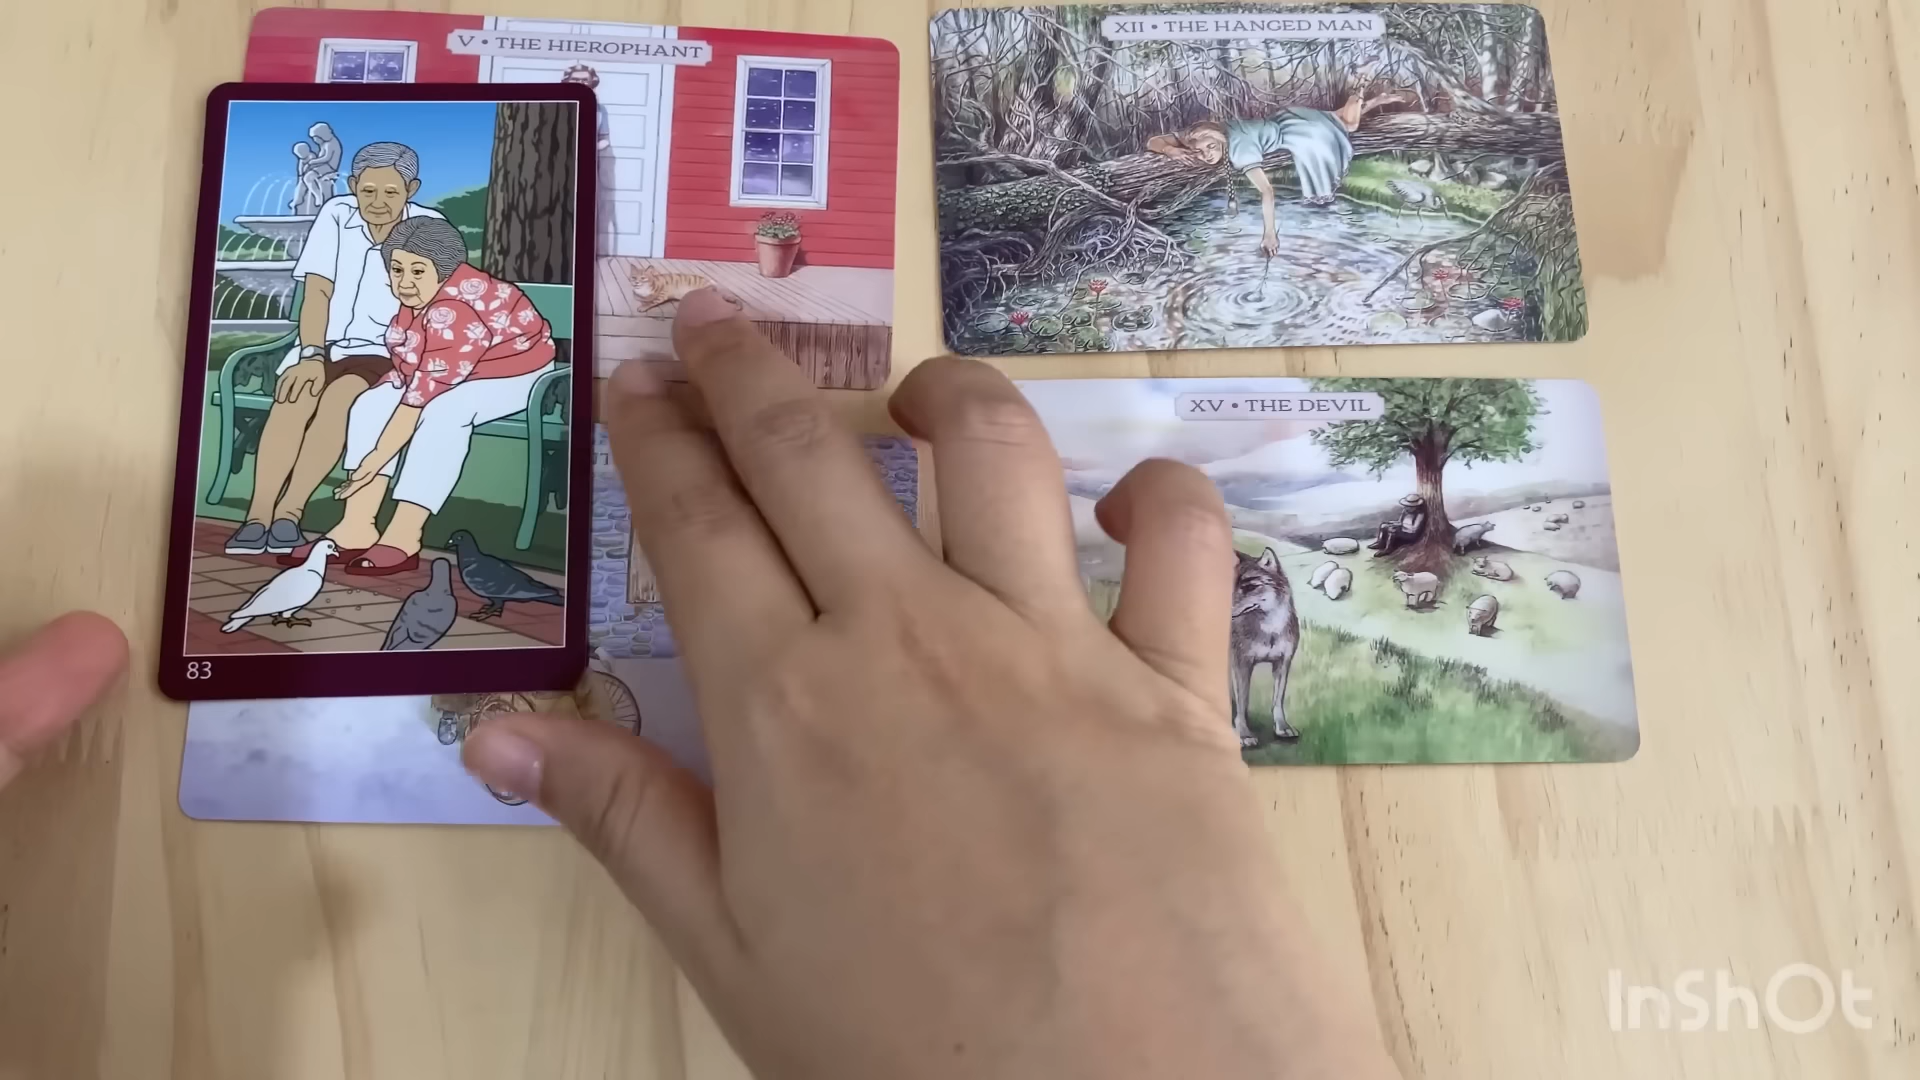 V • THE HIEROPHANT
XII • THE HANGED MAN
XV • THE DEVIL
83
InShOt